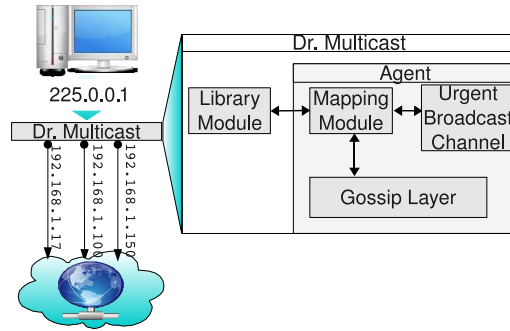 225.0.0.1
Dr. Multicast
192.168.1.17
192.168.1.100
192.168.1.150
Dr. Multicast
Agent
Library
Module
Mapping
Module
Urgent
Broadcast
Channel
Gossip Layer